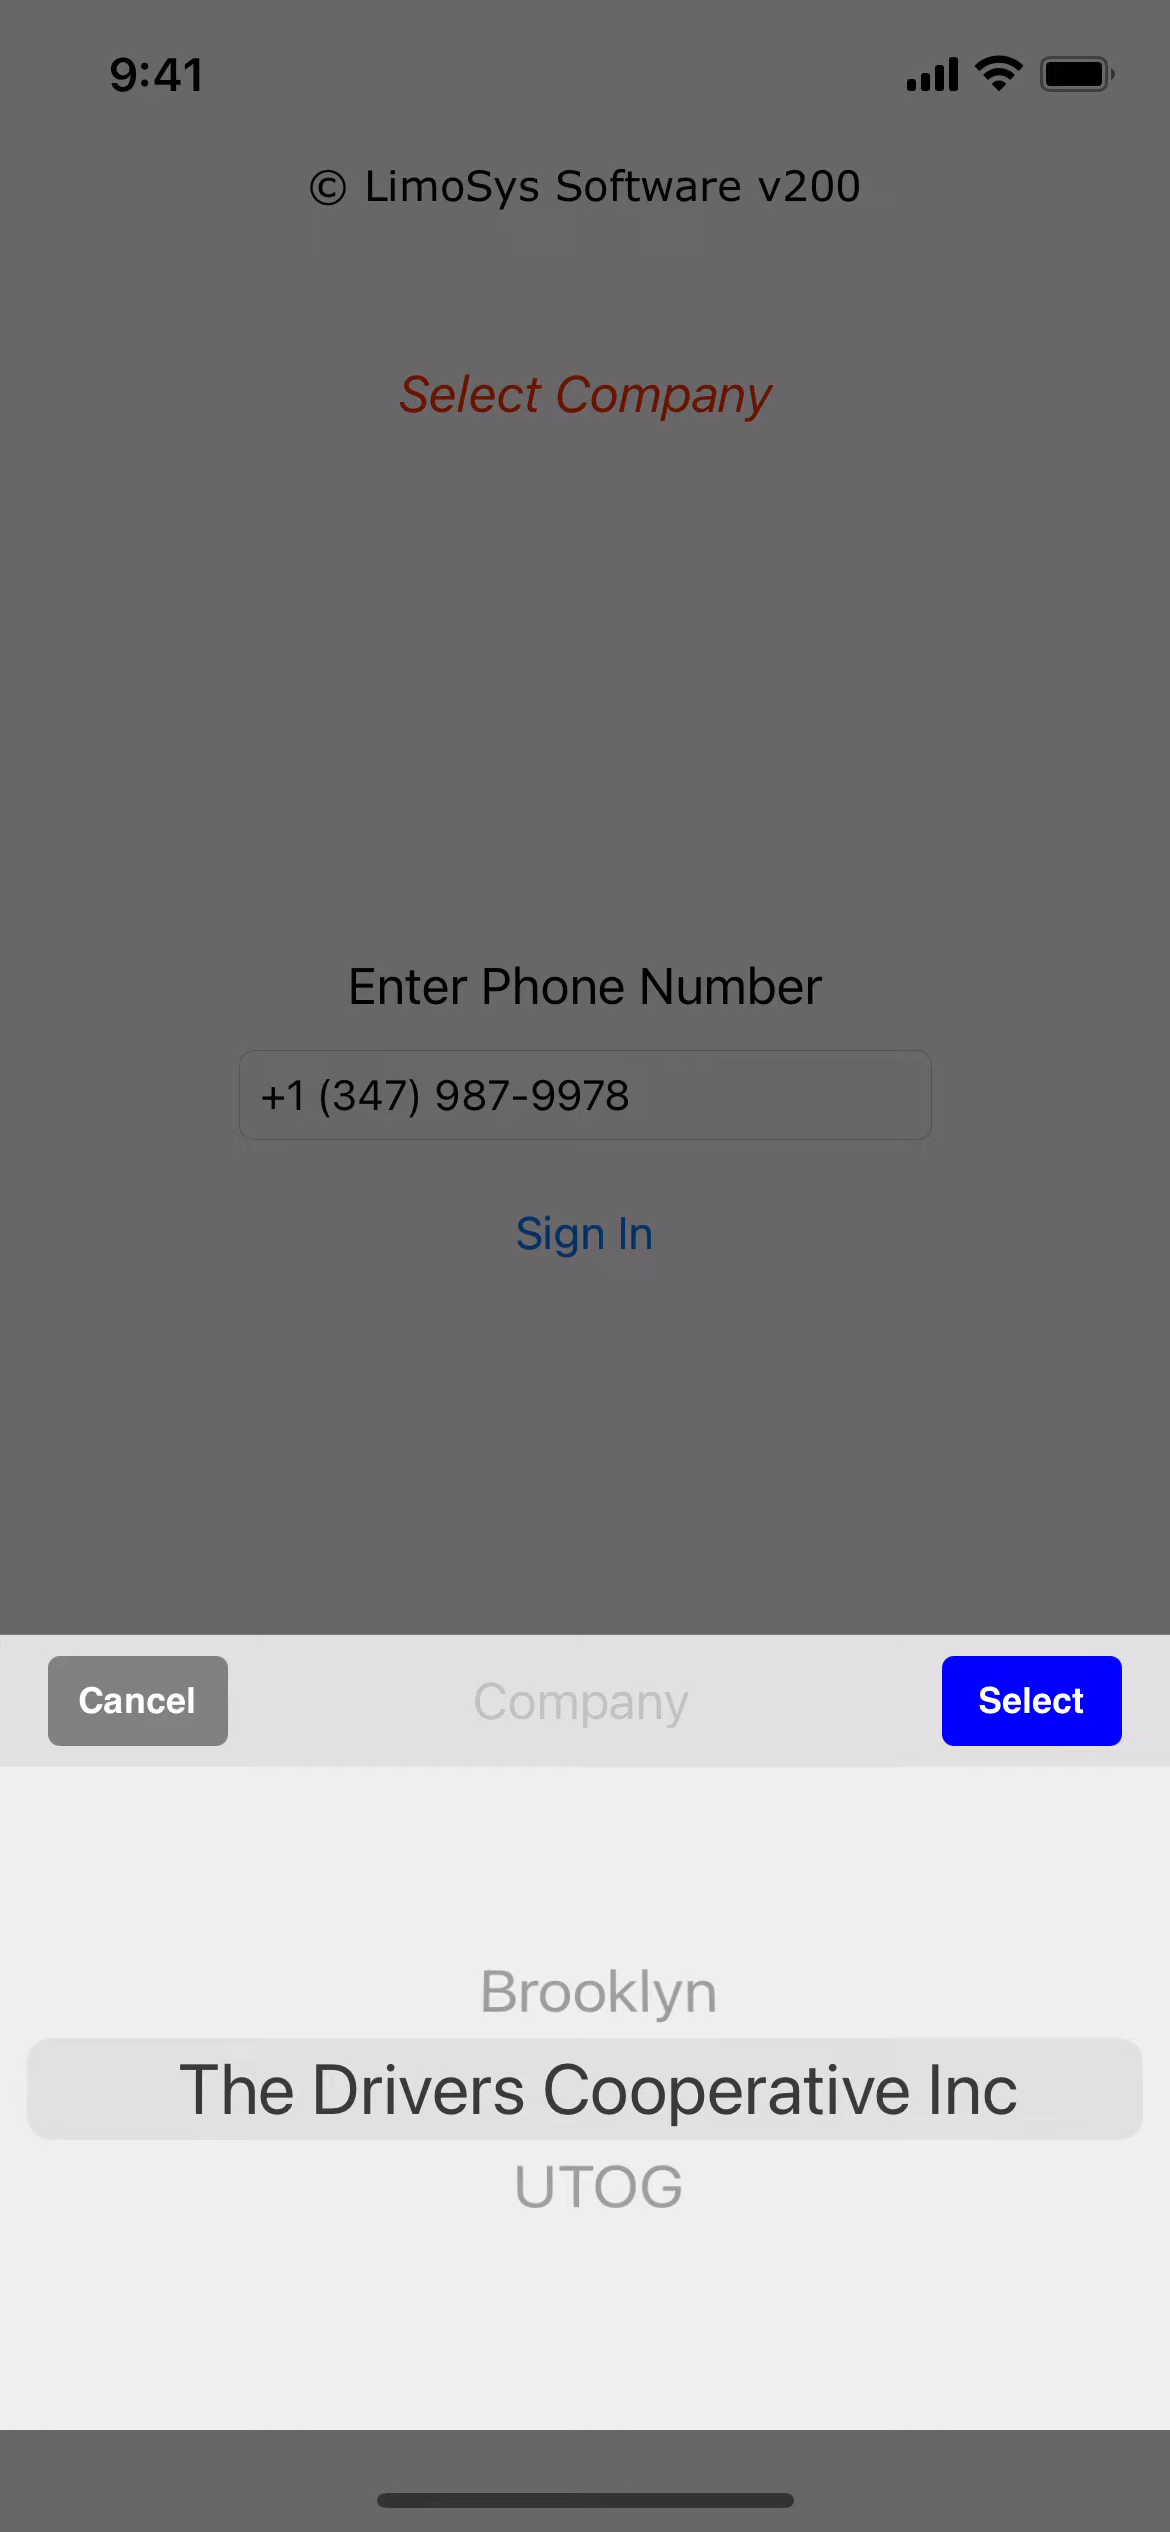 9:41
© LimoSys Software v200
Select Company
Enter Phone Number
+1 (347) 987-9978
Sign In
Cancel Company Select
Brooklyn
The Drivers Cooperative Inc
UTOG